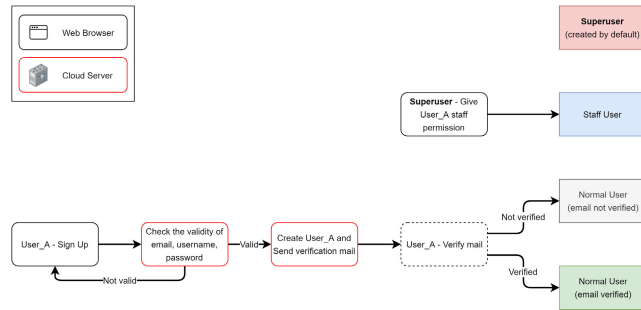 Web Browser
Cloud Server
Superuser
(created by default)
Superuser - Give
User_A staff
permission
Staff User
Normal User
(email not verified)
Not verified
User_A - Sign Up
Check the validity of
email, username,
password
Valid
Create User_A and
Send verification mail
User_A - Verify mail
Not valid
Verified
Normal User
(email verified)